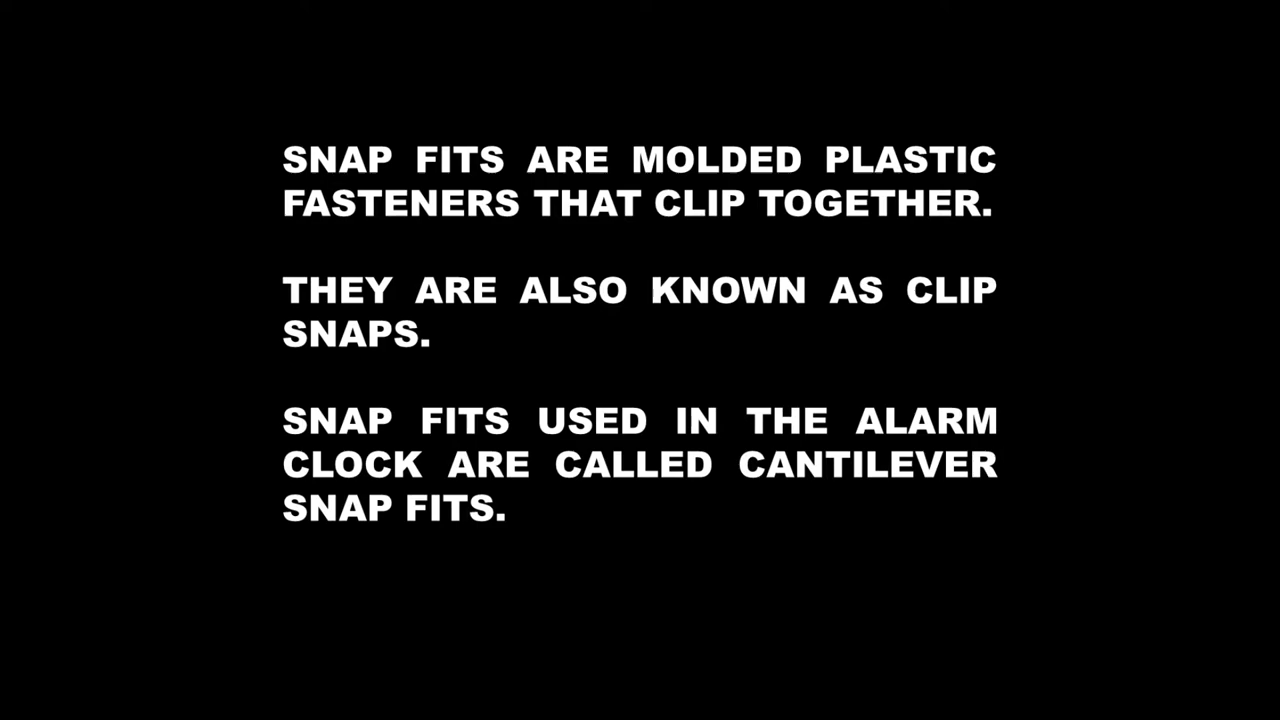 SNAP FITS ARE MOLDED PLASTIC
FASTENERS THAT CLIP TOGETHER.
THEY ARE ALSO KNOWN AS CLIP
SNAPS.
SNAP FITS USED IN THE ALARM
CLOCK ARE CALLED CANTILEVER
SNAP FITS.